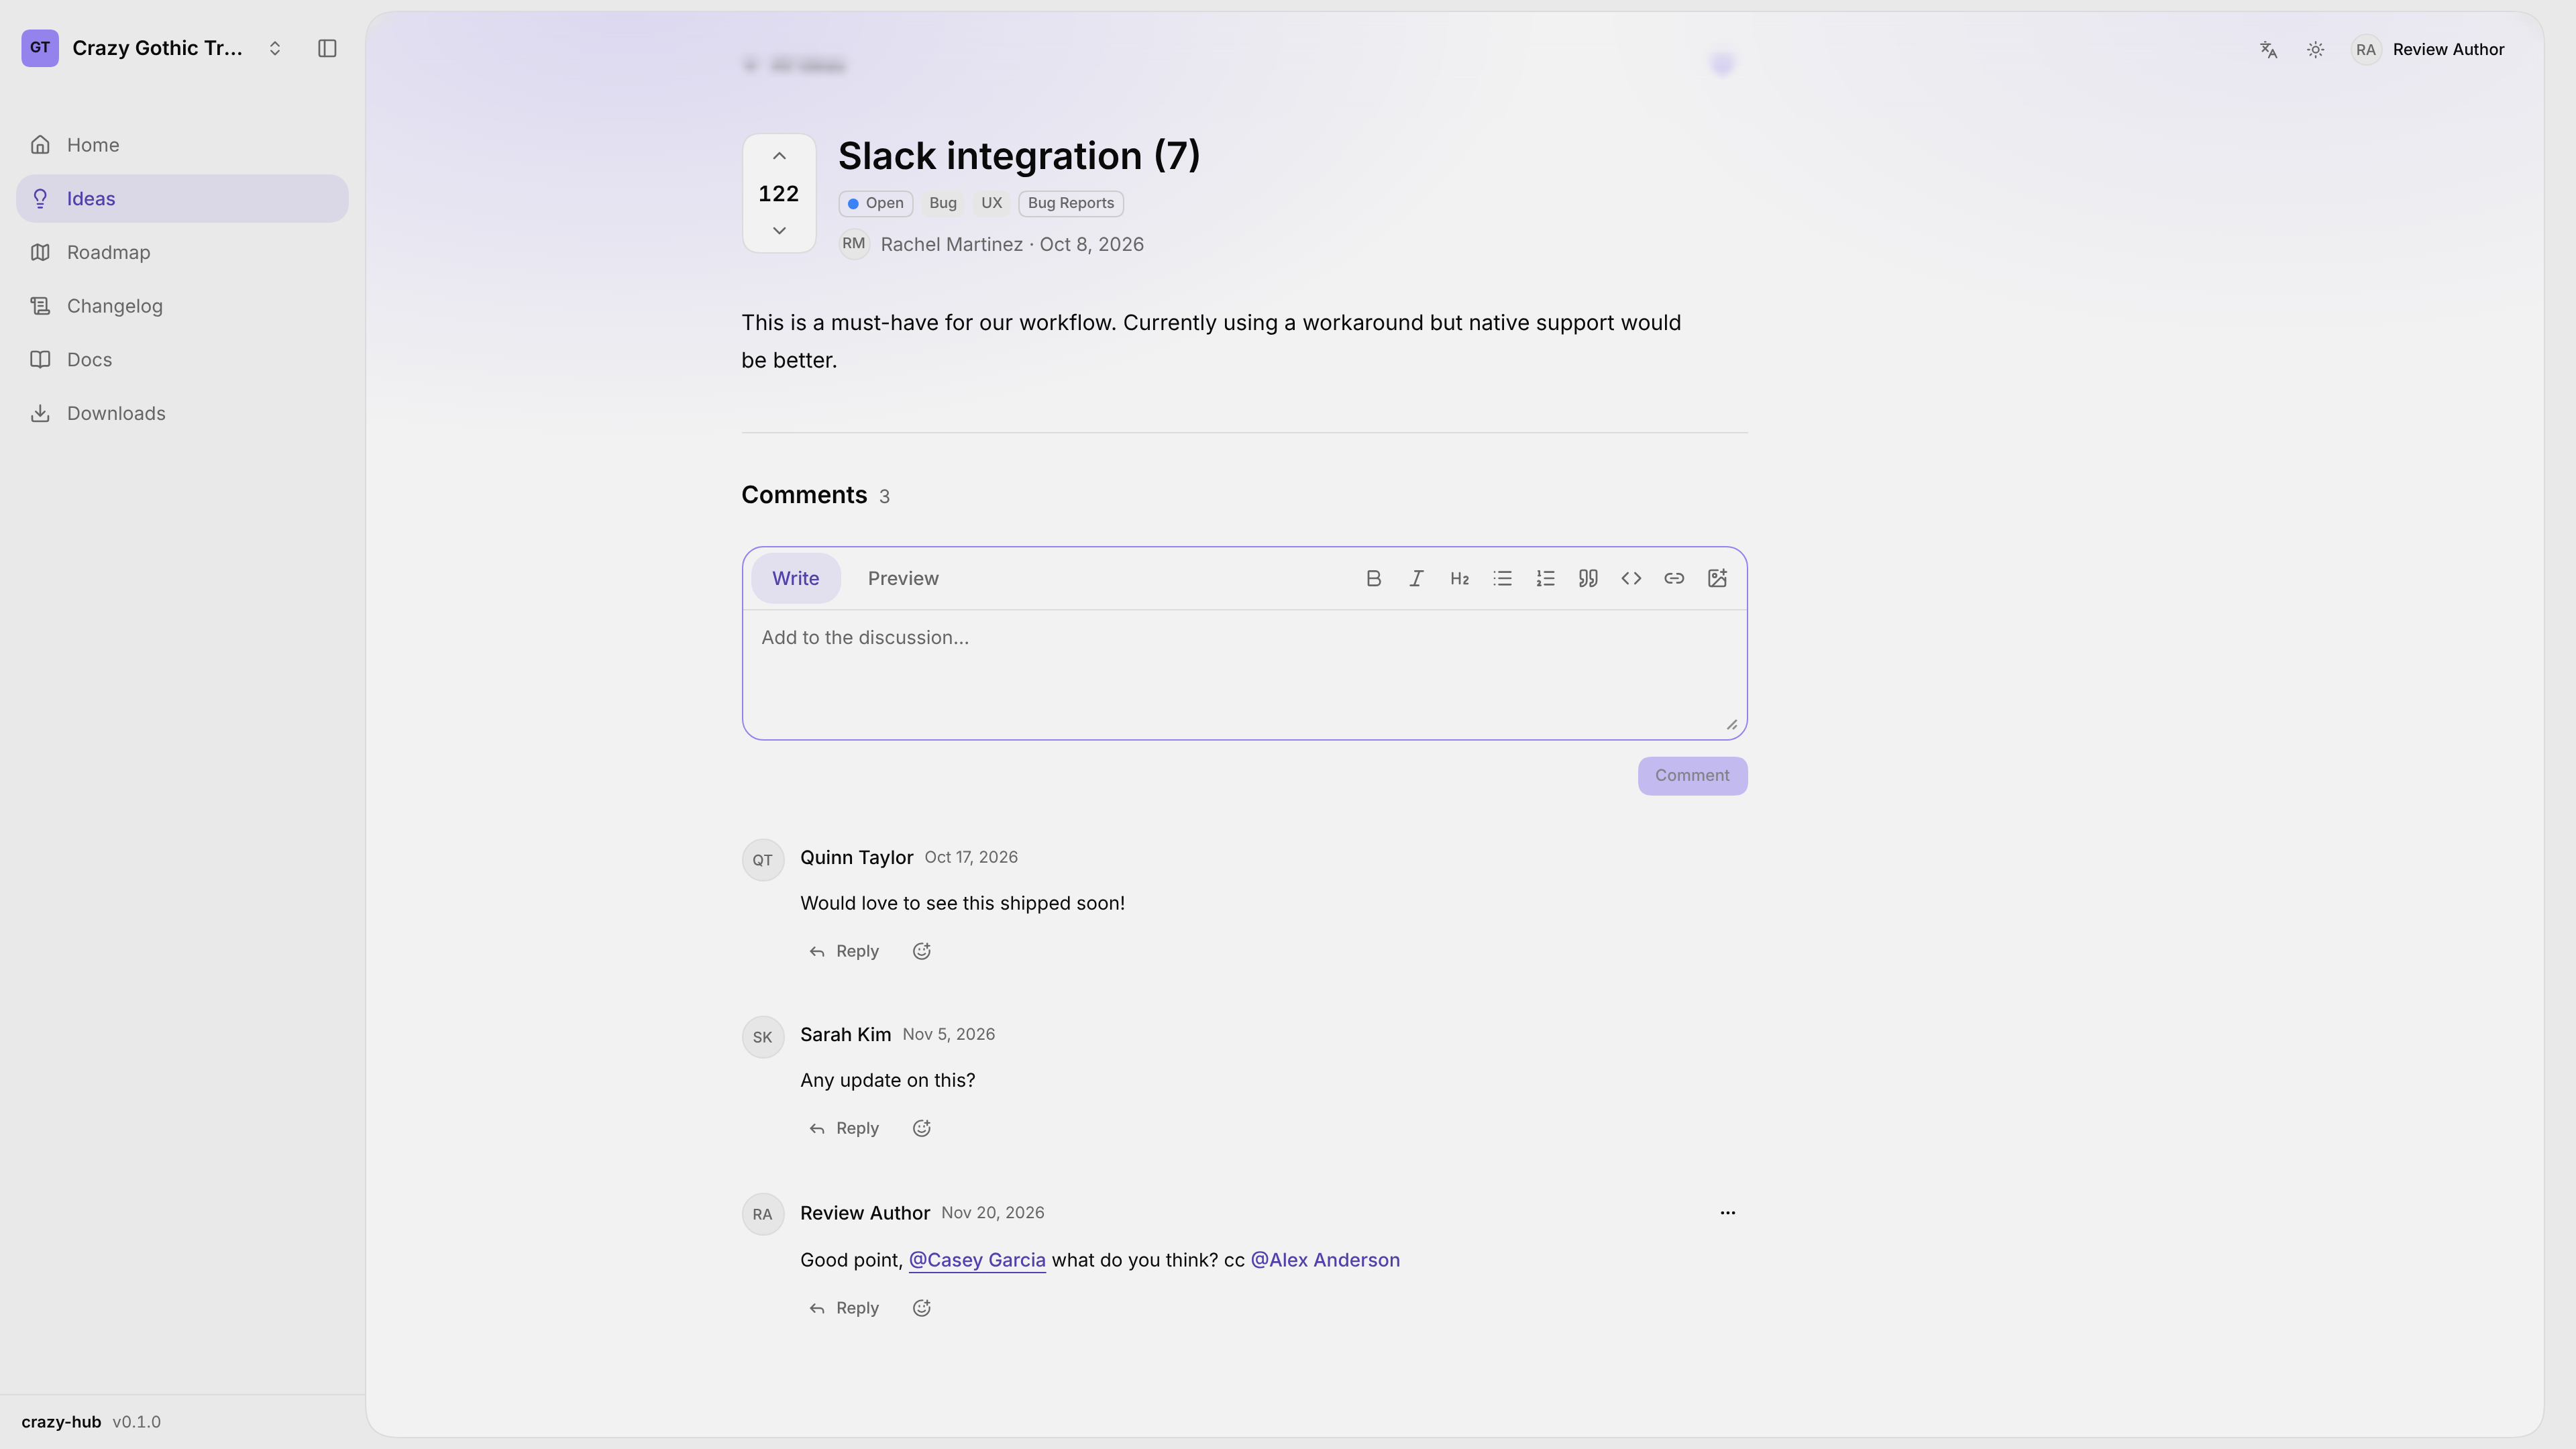 GT Crazy Gothic Tr...
RA Review Author
Home
Ideas
Roadmap
Changelog
Docs
Downloads
122
Slack integration (7)
Open Bug UX Bug Reports
RM Rachel Martinez · Oct 8, 2026
This is a must-have for our workflow. Currently using a workaround but native support would
be better.
Comments 3
Write Preview H2
Add to the discussion...
Comment
QT Quinn Taylor Oct 17, 2026
Would love to see this shipped soon!
Reply
SK Sarah Kim Nov 5, 2026
Any update on this?
Reply
RA Review Author Nov 20, 2026
Good point, @Casey Garcia what do you think? cc @Alex Anderson
Reply
crazy-hub v0.1.0